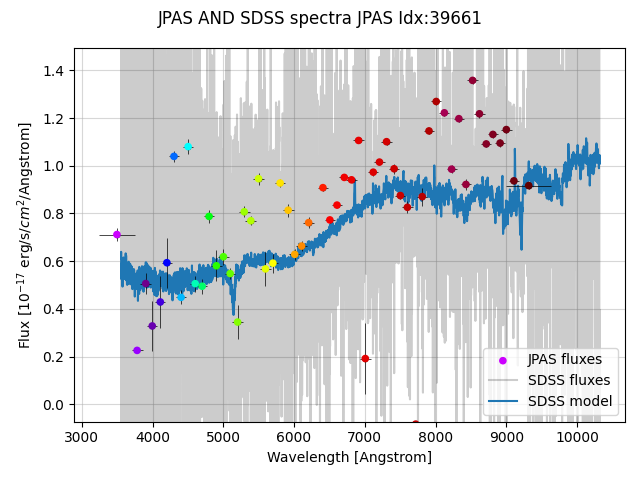 JPAS AND SDSS spectra JPAS Idx:39661
1.4
1.2
1.0
0.8
0.6
0.4
0.2
0.0
Flux [10⁻¹⁷ erg/s/cm²/Angstrom]
JPAS fluxes
SDSS fluxes
SDSS model
3000 4000 5000 6000 7000 8000 9000 10000
Wavelength [Angstrom]